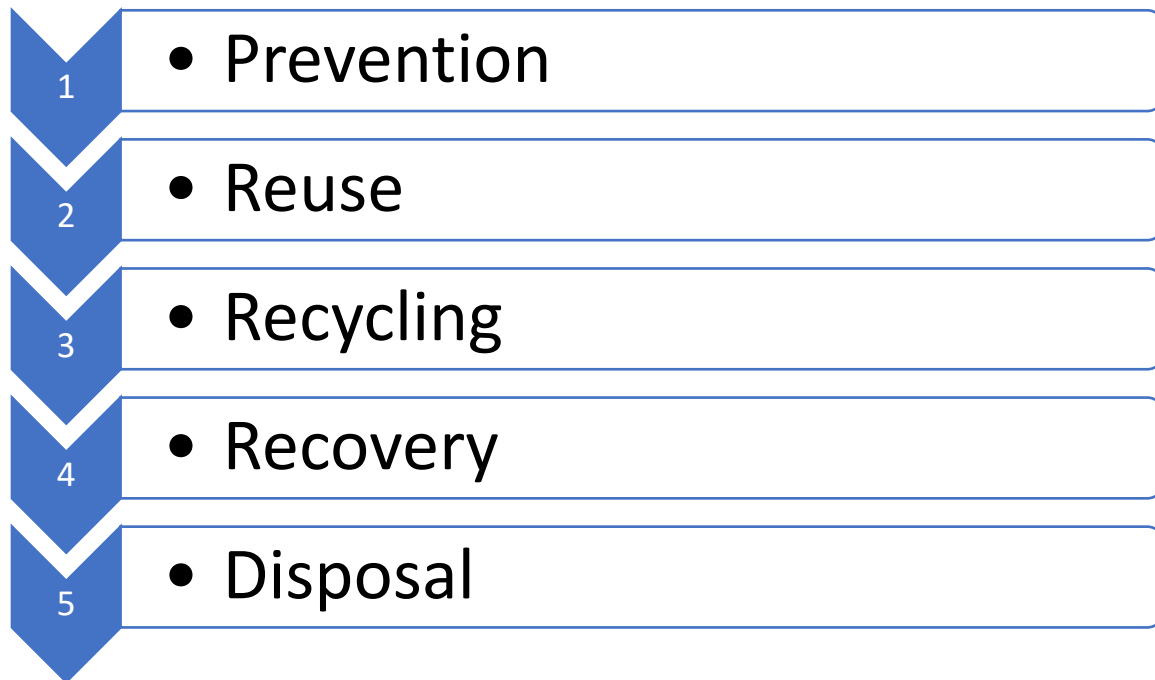 1 • Prevention
2 • Reuse
3 • Recycling
4 • Recovery
5 • Disposal